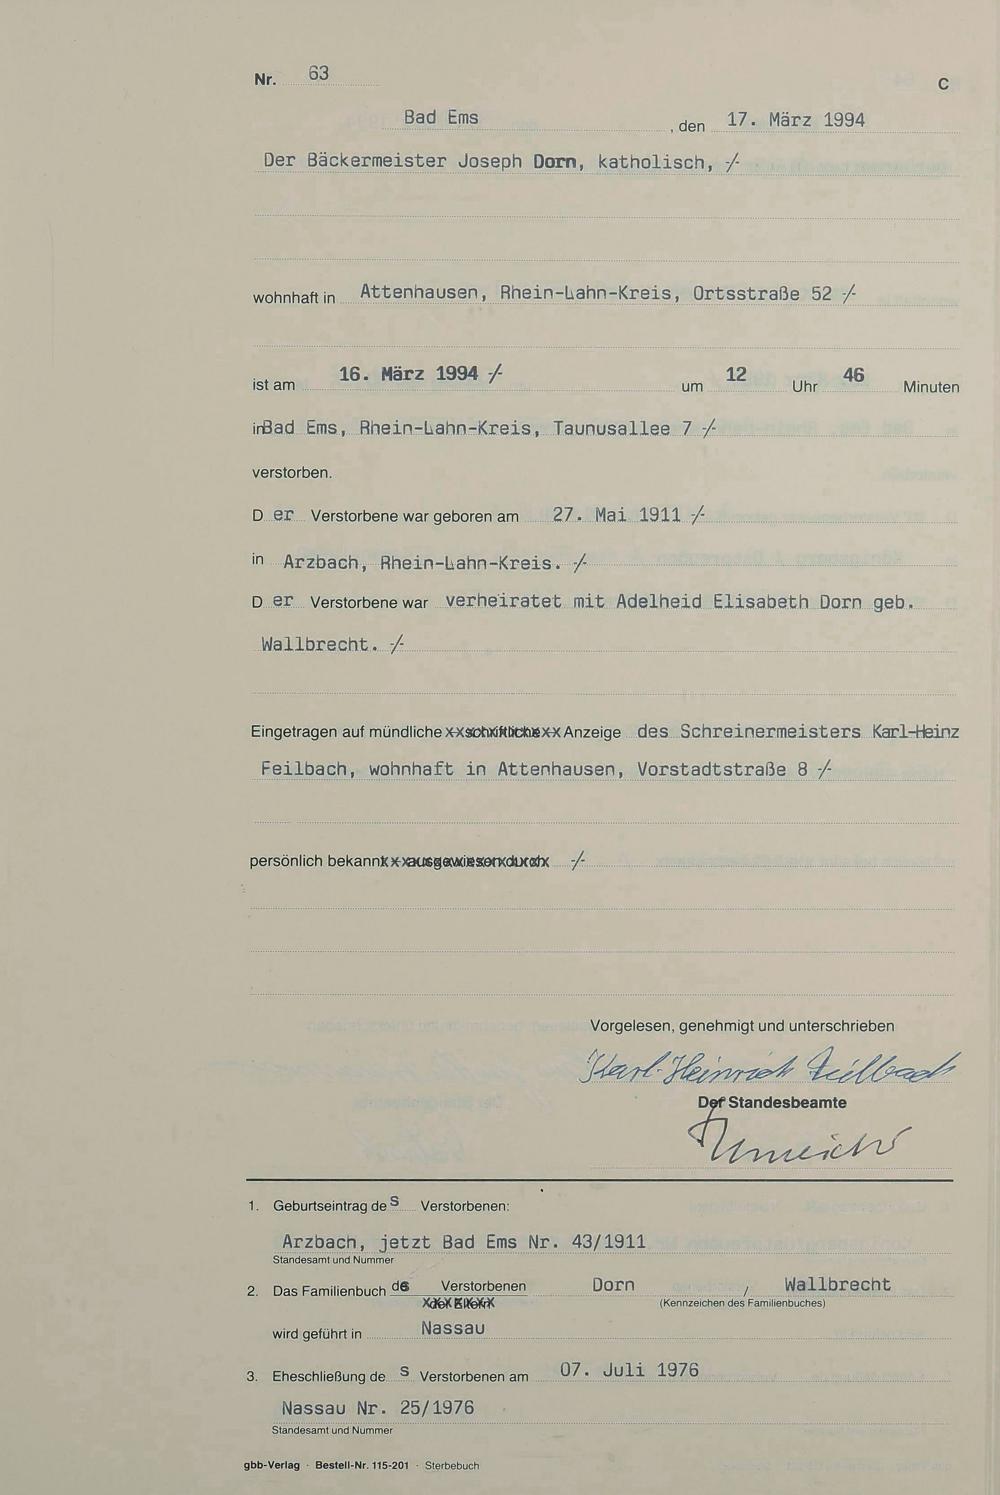 Nr. 63
C
Bad Ems , den 17. März 1994
Der Bäckermeister Joseph Dorn, katholisch, -/-
wohnhaft in Attenhausen, Rhein-Lahn-Kreis, Ortsstraße 52 -/-
ist am 16. März 1994 -/- um 12 Uhr 46 Minuten
in Bad Ems, Rhein-Lahn-Kreis, Taunusallee 7 -/-
verstorben.
D er Verstorbene war geboren am 27. Mai 1911 -/-
in Arzbach, Rhein-Lahn-Kreis. -/-
D er Verstorbene war verheiratet mit Adelheid Elisabeth Dorn geb.
Wallbrecht. -/-
Eingetragen auf mündliche xxschriftlichexxx Anzeige des Schreinermeisters Karl-Heinz
Feilbach, wohnhaft in Attenhausen, Vorstadtstraße 8 -/-
persönlich bekannt xxausgewiesen durch -/-
Vorgelesen, genehmigt und unterschrieben
Karl-Heinrich Feilbach
Der Standesbeamte
1. Geburtseintrag des Verstorbenen:
Arzbach, jetzt Bad Ems Nr. 43/1911
Standesamt und Nummer
2. Das Familienbuch des Verstorbenen Dorn / Wallbrecht
der Eltern (Kennzeichen des Familienbuches)
wird geführt in Nassau
3. Eheschließung des Verstorbenen am 07. Juli 1976
Nassau Nr. 25/1976
Standesamt und Nummer
gbb-Verlag · Bestell-Nr. 115-201 · Sterbebuch